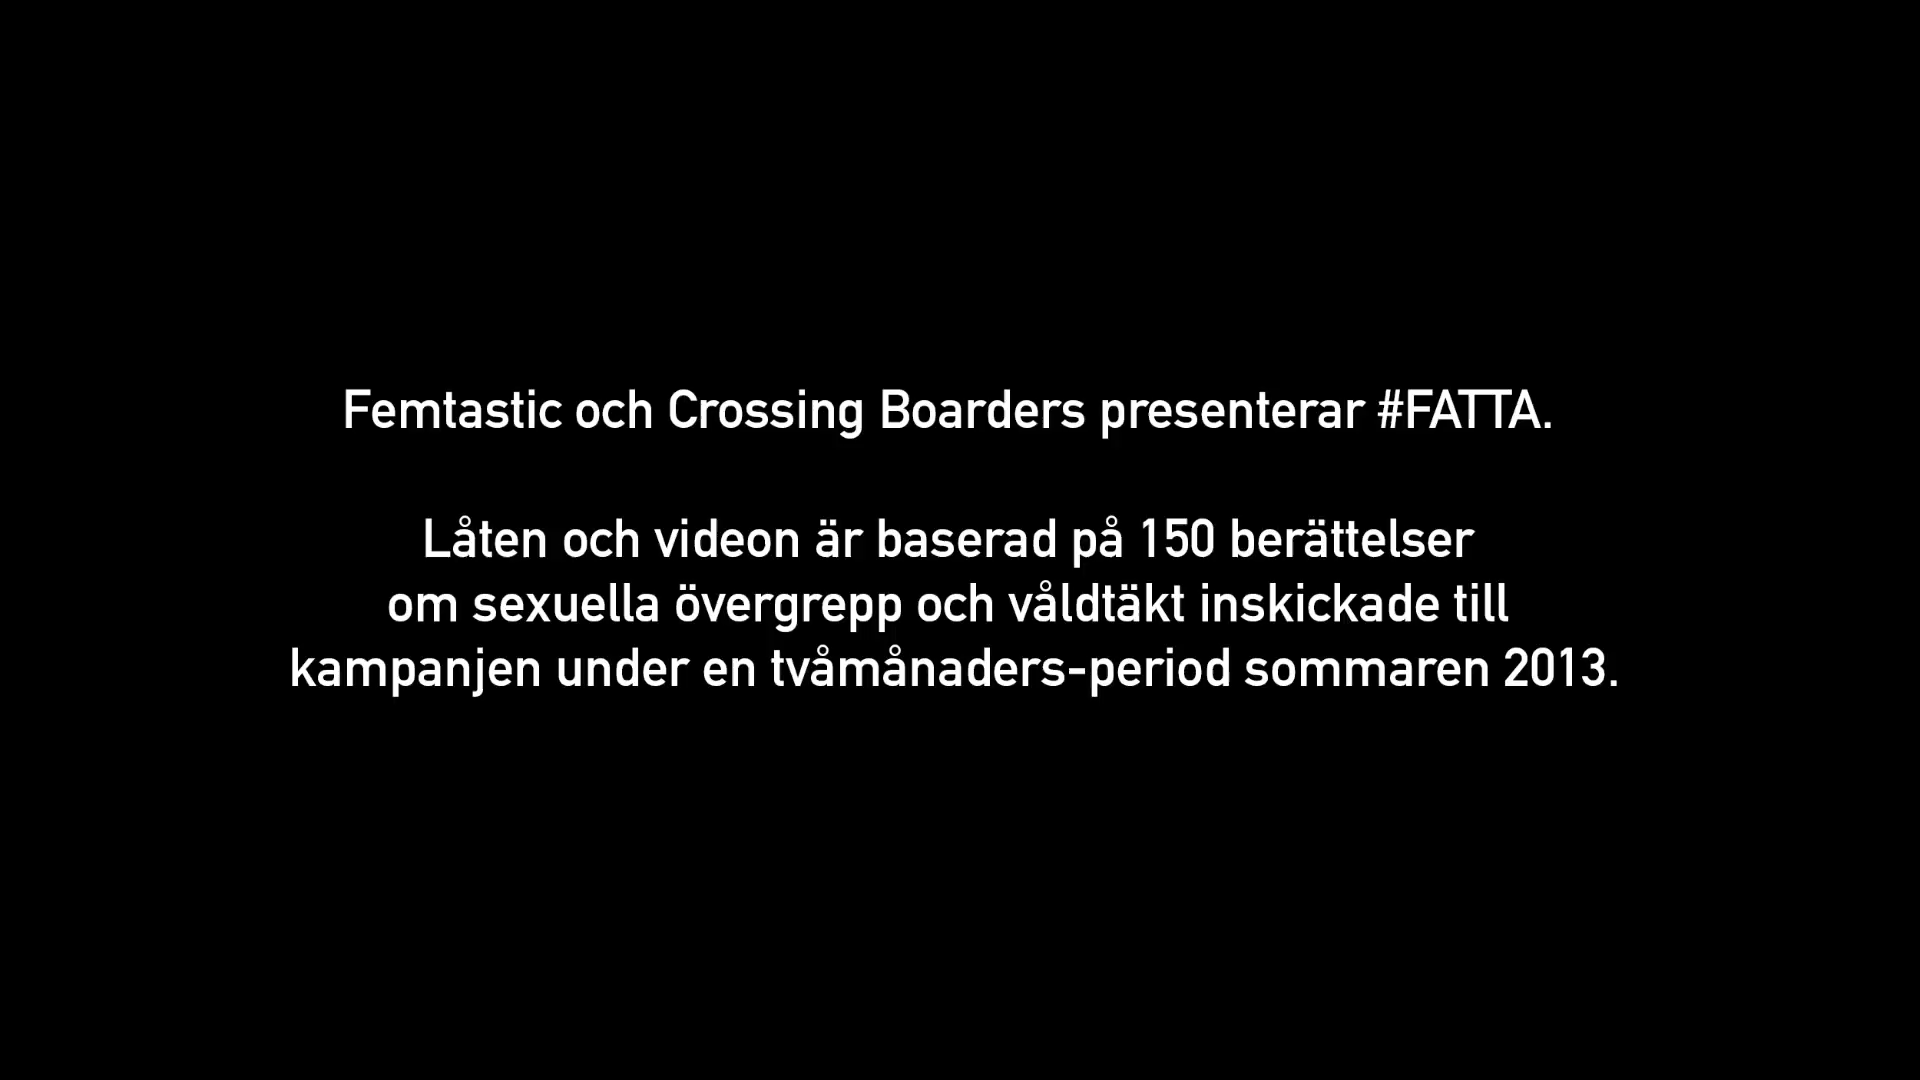 Femtastic och Crossing Boarders presenterar #FATTA.
Låten och videon är baserad på 150 berättelser
om sexuella övergrepp och våldtäkt inskickade till
kampanjen under en tvåmånaders-period sommaren 2013.